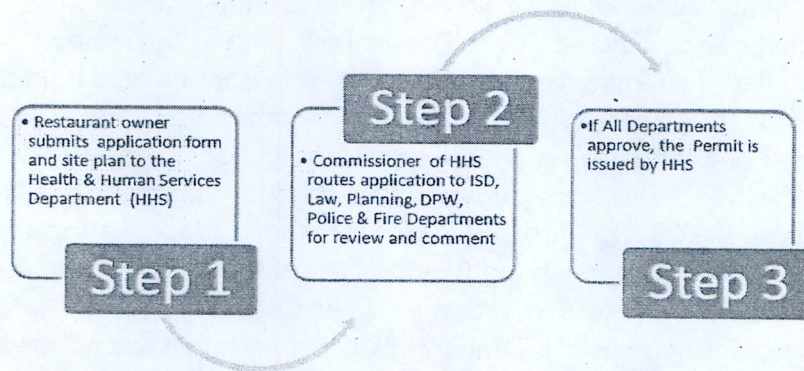 • Restaurant owner
submits application form
and site plan to the
Health & Human Services
Department (HHS)
Step 1
Step 2
• Commissioner of HHS
routes application to ISD,
Law, Planning, DPW,
Police & Fire Departments
for review and comment
•If All Departments
approve, the Permit is
issued by HHS
Step 3